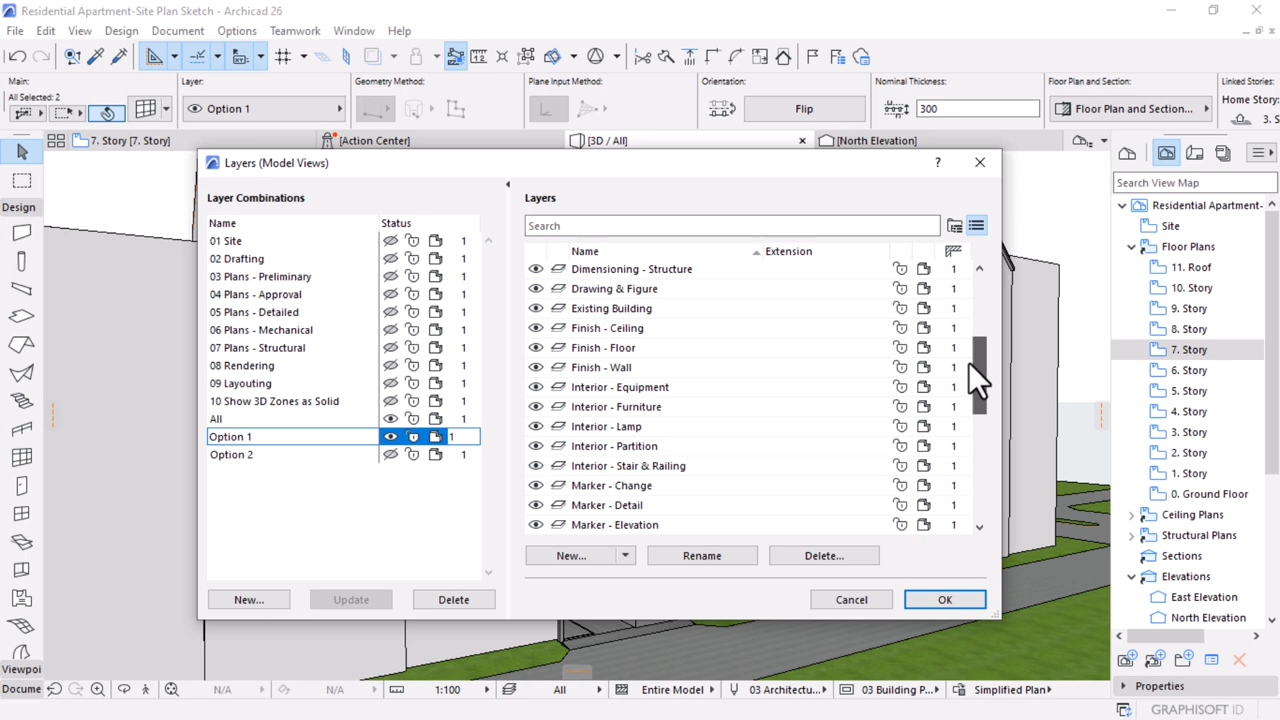 Residential Apartment-Site Plan Sketch - Archicad 26
File Edit View Design Document Options Teamwork Window Help
Main: Layer: Geometry Method: Plane Input Method: Orientation: Nominal Thickness: Floor Plan and Section: Linked Stories:
All Selected: 2
Option 1 Flip 300 Floor Plan and Section...
Home Story:
3. S
7. Story [7. Story] [Action Center] [3D / All] [North Elevation]
Design
Layers (Model Views) ?
Layer Combinations
Name Status
01 Site 1
02 Drafting 1
03 Plans - Preliminary 1
04 Plans - Approval 1
05 Plans - Detailed 1
06 Plans - Mechanical 1
07 Plans - Structural 1
08 Rendering 1
09 Layouting 1
10 Show 3D Zones as Solid 1
All 1
Option 1 1
Option 2 1
New... Update Delete
Layers
Search
Name Extension
Dimensioning - Structure 1
Drawing & Figure 1
Existing Building 1
Finish - Ceiling 1
Finish - Floor 1
Finish - Wall 1
Interior - Equipment 1
Interior - Furniture 1
Interior - Lamp 1
Interior - Partition 1
Interior - Stair & Railing 1
Marker - Change 1
Marker - Detail 1
Marker - Elevation 1
New... Rename Delete...
Cancel OK
Search View Map
Residential Apartment-
Site
Floor Plans
11. Roof
10. Story
9. Story
8. Story
7. Story
6. Story
5. Story
4. Story
3. Story
2. Story
1. Story
0. Ground Floor
Ceiling Plans
Structural Plans
Sections
Elevations
East Elevation
North Elevation
Properties
Viewpoi
Docume N/A N/A 1:100 All Entire Model 03 Architectu... 03 Building P... Simplified Plan
GRAPHISOFT ID